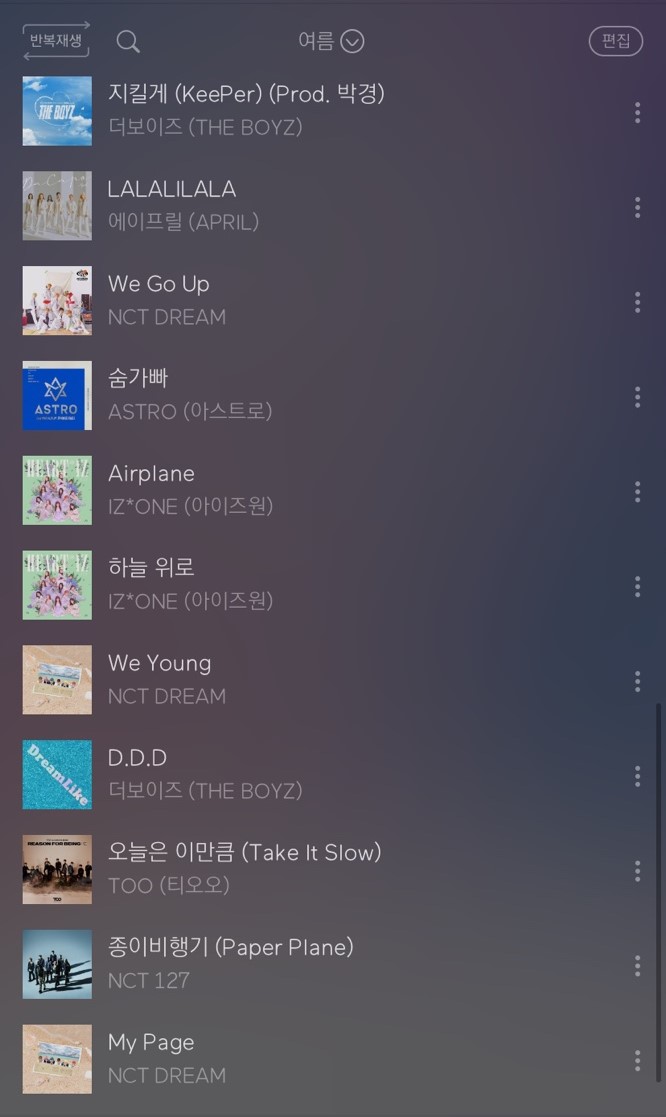 반복재생
여름
편집
THE BOYZ
지킬게 (KeePer) (Prod. 박경)
더보이즈 (THE BOYZ)
LALALILALA
에이프릴 (APRIL)
We Go Up
NCT DREAM
ASTRO
숨가빠
ASTRO (아스트로)
HEART IZ
Airplane
IZ*ONE (아이즈원)
HEART IZ
하늘 위로
IZ*ONE (아이즈원)
We Young
NCT DREAM
DreamLike
D.D.D
더보이즈 (THE BOYZ)
REASON FOR BEING
TOO
오늘은 이만큼 (Take It Slow)
TOO (티오오)
종이비행기 (Paper Plane)
NCT 127
My Page
NCT DREAM